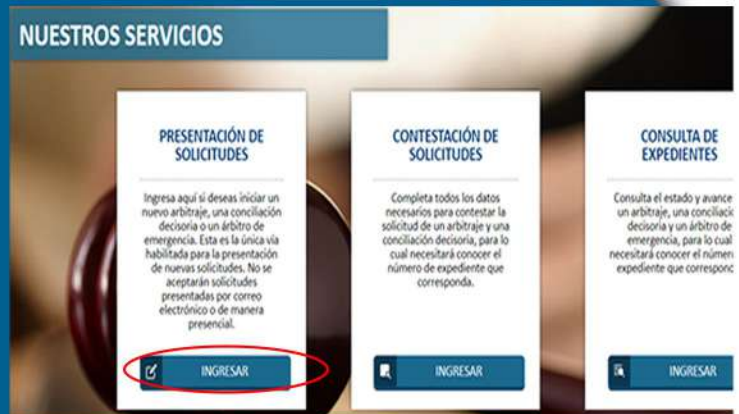 NUESTROS SERVICIOS
PRESENTACIÓN DE
SOLICITUDES
Ingresa aquí si deseas iniciar un
nuevo arbitraje, una conciliación
decisoria o un árbitro de
emergencia. Esta es la única vía
habilitada para la presentación
de nuevas solicitudes. No se
aceptarán solicitudes
presentadas por correo
electrónico o de manera
presencial.
INGRESAR
CONTESTACIÓN DE
SOLICITUDES
Completa todos los datos
necesarios para contestar la
solicitud de un arbitraje y una
conciliación decisoria, para lo
cual necesitará conocer el
número de expediente que
corresponda.
INGRESAR
CONSULTA DE
EXPEDIENTES
Consulta el estado y avance
un arbitraje, una
decisoria y un árbitro de
emergencia, para lo cual
necesitará conocer el
expediente que
INGRESAR